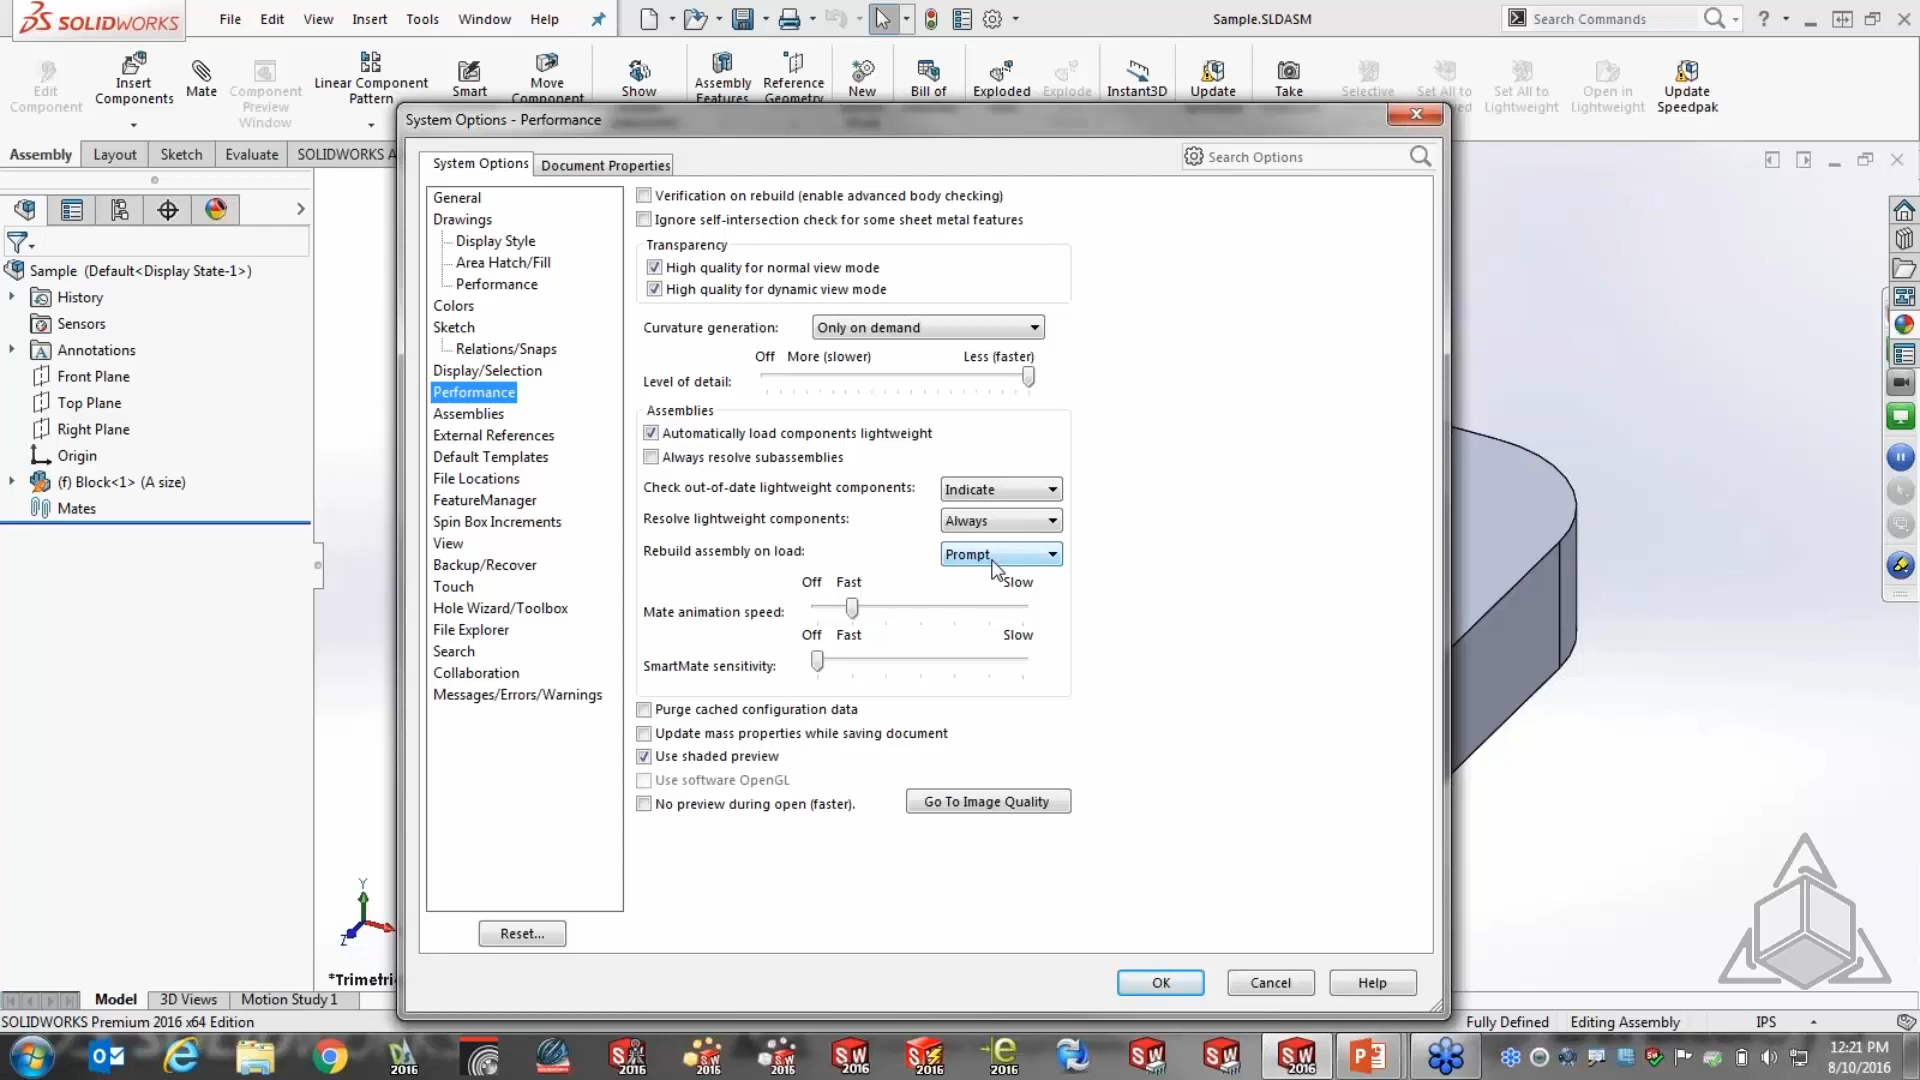 SOLIDWORKS
File Edit View Insert Tools Window Help
Sample.SLDASM
Search Commands
Edit Component
Insert Components
Mate
Component Preview Window
Linear Component Pattern
Smart
Move Component
Show
Assembly Features
Reference Geometry
New
Bill of
Exploded
Explode
Instant3D
Update
Take
Selective
Set All to
Set All to Lightweight
Open in Lightweight
Update Speedpak
Assembly Layout Sketch Evaluate SOLIDWORKS A
System Options - Performance
System Options Document Properties
Search Options
Sample (Default<Display State-1>)
History
Sensors
Annotations
Front Plane
Top Plane
Right Plane
Origin
(f) Block<1> (A size)
Mates
General
Drawings
Display Style
Area Hatch/Fill
Performance
Colors
Sketch
Relations/Snaps
Display/Selection
Performance
Assemblies
External References
Default Templates
File Locations
FeatureManager
Spin Box Increments
View
Backup/Recover
Touch
Hole Wizard/Toolbox
File Explorer
Search
Collaboration
Messages/Errors/Warnings
Reset...
Verification on rebuild (enable advanced body checking)
Ignore self-intersection check for some sheet metal features
Transparency
High quality for normal view mode
High quality for dynamic view mode
Curvature generation: Only on demand
Off More (slower) Less (faster)
Level of detail:
Assemblies
Automatically load components lightweight
Always resolve subassemblies
Check out-of-date lightweight components: Indicate
Resolve lightweight components: Always
Rebuild assembly on load: Prompt
Off Fast Slow
Mate animation speed:
Off Fast Slow
SmartMate sensitivity:
Purge cached configuration data
Update mass properties while saving document
Use shaded preview
Use software OpenGL
No preview during open (faster).
Go To Image Quality
OK Cancel Help
Y
Z
*Trimetri
Model 3D Views Motion Study 1
SOLIDWORKS Premium 2016 x64 Edition
Fully Defined Editing Assembly IPS
12:21 PM
8/10/2016